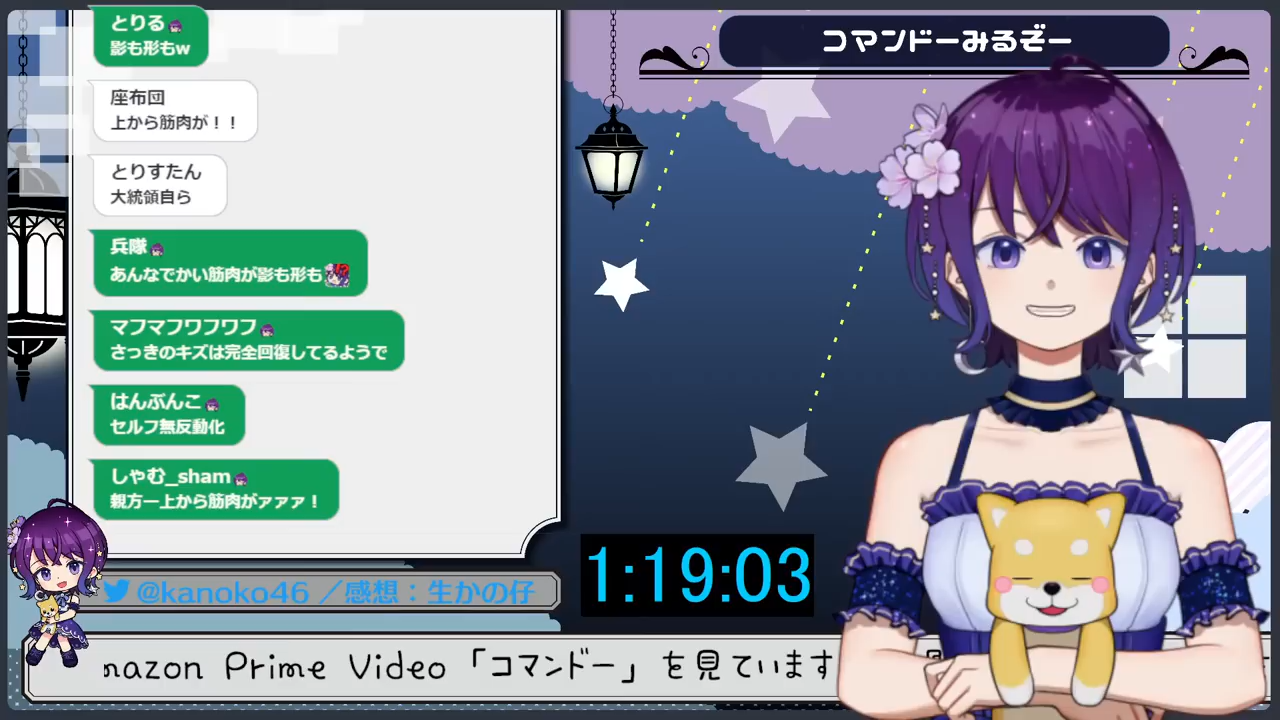 とりる
影も形もw
座布団
上から筋肉が！！
とりすたん
大統領自ら
兵隊
あんなでかい筋肉が影も形も
マフマフワフワフ
さっきのキズは完全回復してるようで
はんぶんこ
セルフ無反動化
しゃむ_sham
親方ー上から筋肉がァァァ！
@kanoko46 ／感想：生かの仔
コマンドーみるぞー
1:19:03
mazon Prime Video「コマンドー」を見ています